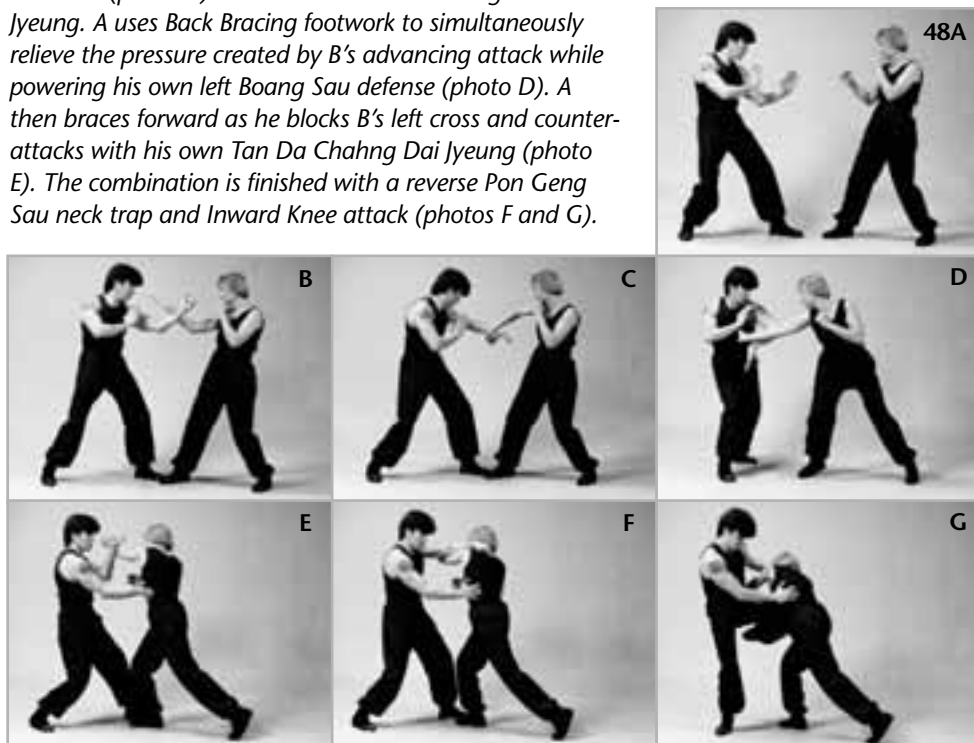 Jyeung. A uses Back Bracing footwork to simultaneously
relieve the pressure created by B's advancing attack while
powering his own left Boang Sau defense (photo D). A
then braces forward as he blocks B's left cross and counter-
attacks with his own Tan Da Chahng Dai Jyeung (photo
E). The combination is finished with a reverse Pon Geng
Sau neck trap and Inward Knee attack (photos F and G).
48A
B
C
D
E
F
G